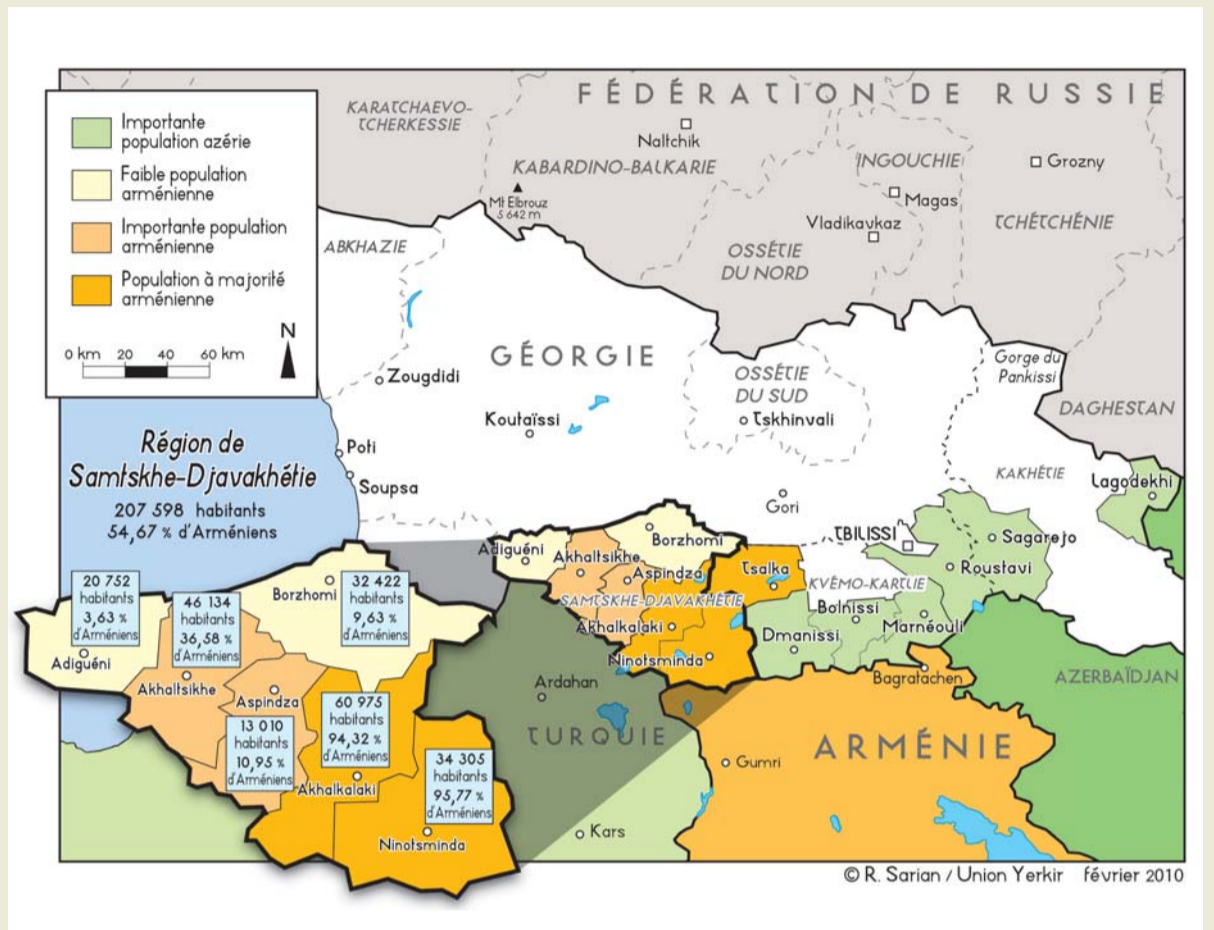 Importante
population azérie
Faible population
arménienne
Importante population
arménienne
Population à majorité
arménienne
N
0 km 20 40 60 km
FÉDÉRATION DE RUSSIE
KARATCHAEVO-
TCHERKESSIE
Naltchik
KABARDINO-BALKARIE
INGOUCHIE
Grozny
Mt Elbrouz
5 642 m
Magas
Vladikavkaz
TCHÉTCHÉNIE
ABKHAZIE
OSSÉTIE
DU NORD
GÉORGIE
Gorge du
Pankissi
Zougdidi
OSSÉTIE
DU SUD
DAGHESTAN
Koutaïssi
Tskhinvali
Région de
Samtskhe-Djavakhétie
207 598 habitants
54,67 % d'Arméniens
Poti
Soupsa
KAKHÉTIE
Lagodekhi
Gori
Adiguéni
Borzhomi
TBILISSI
Sagarejo
Akhaltsikhe
Aspindza
Tsalka
Roustavi
KVÉMO-KARTLIE
SAMTSKHE-DJAVAKHÉTIE
Bolnissi
Marnéouli
Akhalkalaki
Dmanissi
Ninotsminda
Bagratachen
AZERBAÏDJAN
20 752
habitants
3,63 %
d'Arméniens
Adiguéni
46 134
habitants
36,58 %
d'Arméniens
Akhaltsikhe
Borzhomi
32 422
habitants
9,63 %
d'Arméniens
Aspindza
13 010
habitants
10,95 %
d'Arméniens
60 975
habitants
94,32 %
d'Arméniens
Akhalkalaki
34 305
habitants
95,77 %
d'Arméniens
Ninotsminda
Ardahan
TURQUIE
ARMÉNIE
Gumri
Kars
© R. Sarian / Union Yerkir février 2010